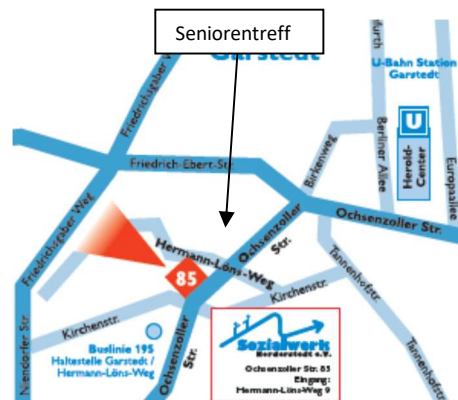 Seniorentreff
Garstedt
U-Bahn Station
Garstedt
U
Herold-
Center
Berliner Allee
Europaallee
Birkenweg
Friedrichsgaber Weg
Friedrich-Ebert-Str.
Ochsenzoller Str.
Ochsenzoller
Str.
Hermann-Löns-Weg
85
Friedrichsgaber Weg
Tannenhofstr.
Kirchenstr.
Kirchenstr.
Niendorfer Str.
Buslinie 195
Haltestelle Garstedt /
Hermann-Löns-Weg
Ochsenzoller
Str.
Tannenhofstr.
Sozialwerk
Norderstedt e.V.
Ochsenzoller Str. 85
Eingang:
Hermann-Löns-Weg 9